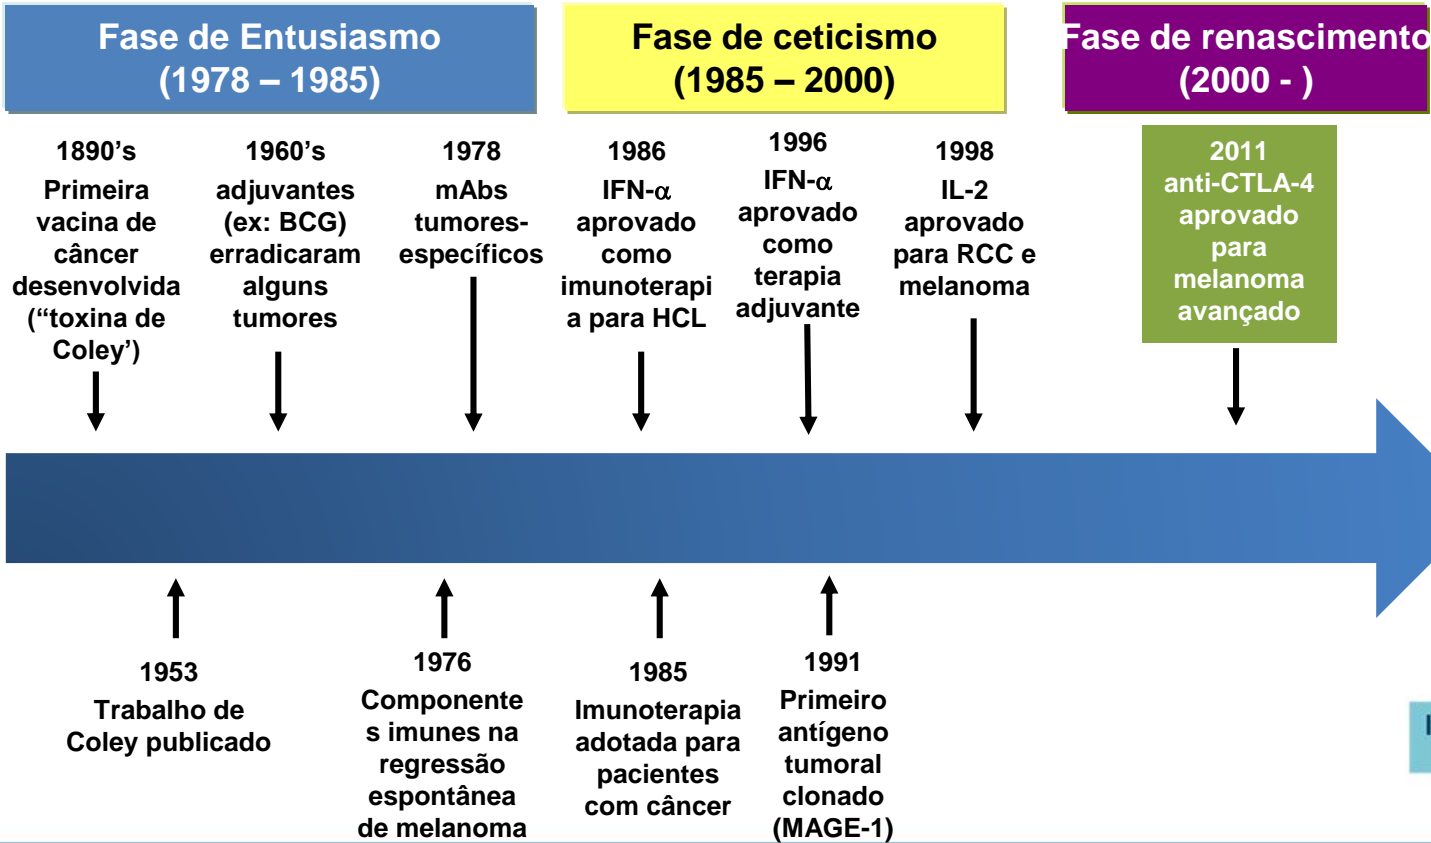 Fase de Entusiasmo
(1978 – 1985)
Fase de ceticismo
(1985 – 2000)
Fase de renascimento
(2000 - )
1890's
Primeira
vacina de
câncer
desenvolvida
(“toxina de
Coley’)
1960's
adjuvantes
(ex: BCG)
erradicaram
alguns
tumores
1978
mAbs
tumores-
específicos
1986
IFN-α
aprovado
como
imunoterapi
a para HCL
1996
IFN-α
aprovado
como
terapia
adjuvante
1998
IL-2
aprovado
para RCC e
melanoma
2011
anti-CTLA-4
aprovado
para
melanoma
avançado
1953
Trabalho de
Coley publicado
1976
Componente
s imunes na
regressão
espontânea
de melanoma
1985
Imunoterapia
adotada para
pacientes
com câncer
1991
Primeiro
antígeno
tumoral
clonado
(MAGE-1)